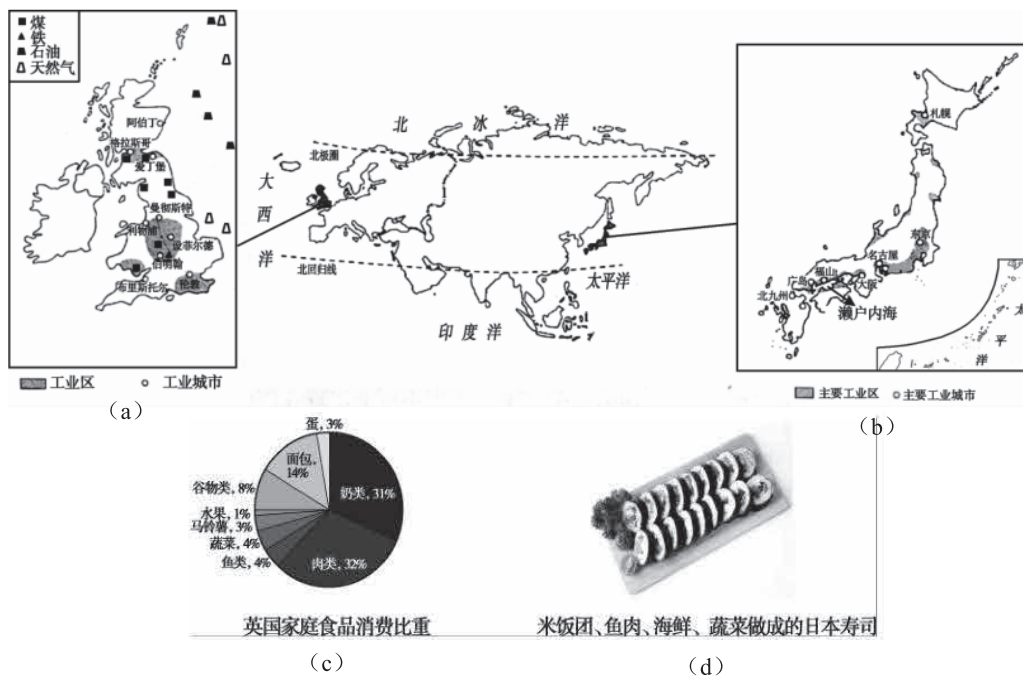 煤
铁
石油
天然气
阿伯丁
格拉斯哥
爱丁堡
曼彻斯特
利物浦
设菲尔德
伯明翰
布里斯托尔
伦敦
工业区 工业城市
(a)
北冰洋
北极圈
大西洋
北回归线
太平洋
印度洋
札幌
东京
名古屋
福山
广岛
大阪
北九州
濑户内海
太平洋
主要工业区 主要工业城市
(b)
蛋,3%
面包,
14%
奶类,31%
谷物类,8%
水果,1%
马铃薯,3%
蔬菜,4%
鱼类,4%
肉类,32%
英国家庭食品消费比重
(c)
米饭团、鱼肉、海鲜、蔬菜做成的日本寿司
(d)